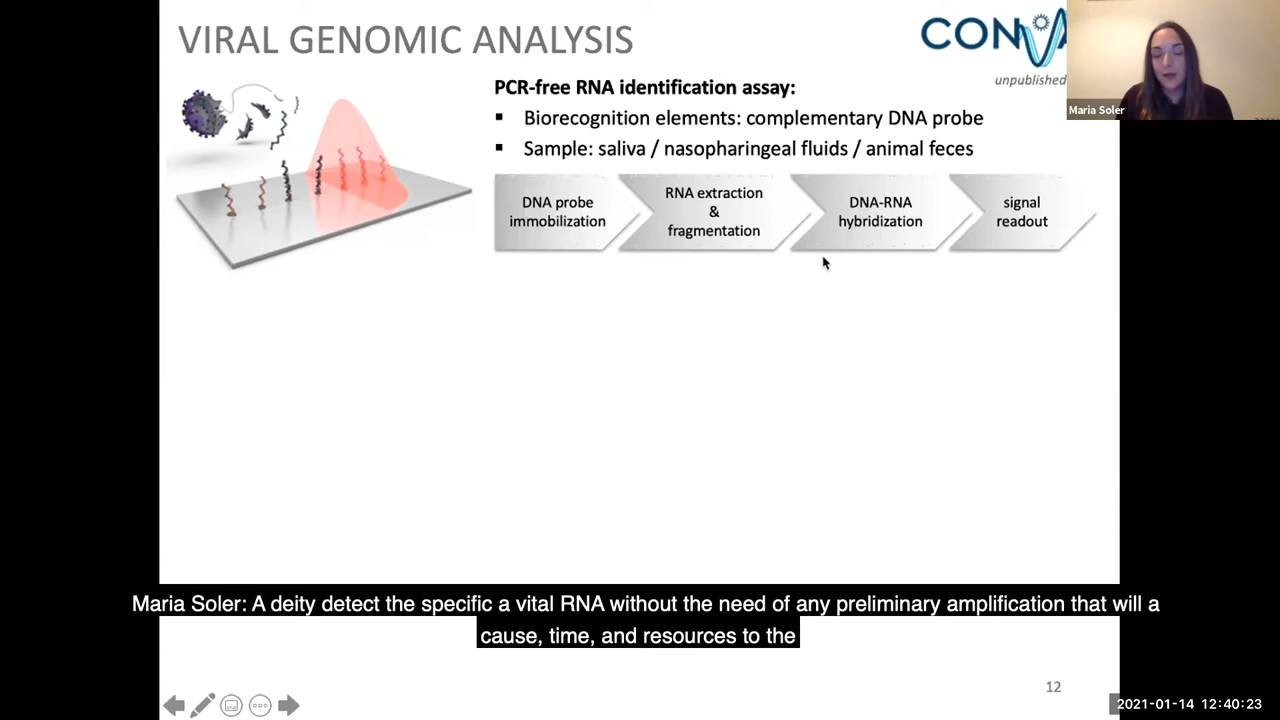 VIRAL GENOMIC ANALYSIS
CONVA
unpublished
Maria Soler
PCR-free RNA identification assay:
▪ Biorecognition elements: complementary DNA probe
▪ Sample: saliva / nasopharingeal fluids / animal feces
DNA probe
immobilization
RNA extraction
&
fragmentation
DNA-RNA
hybridization
signal
readout
Maria Soler: A deity detect the specific a vital RNA without the need of any preliminary amplification that will a
cause, time, and resources to the
12
2021-01-14 12:40:23